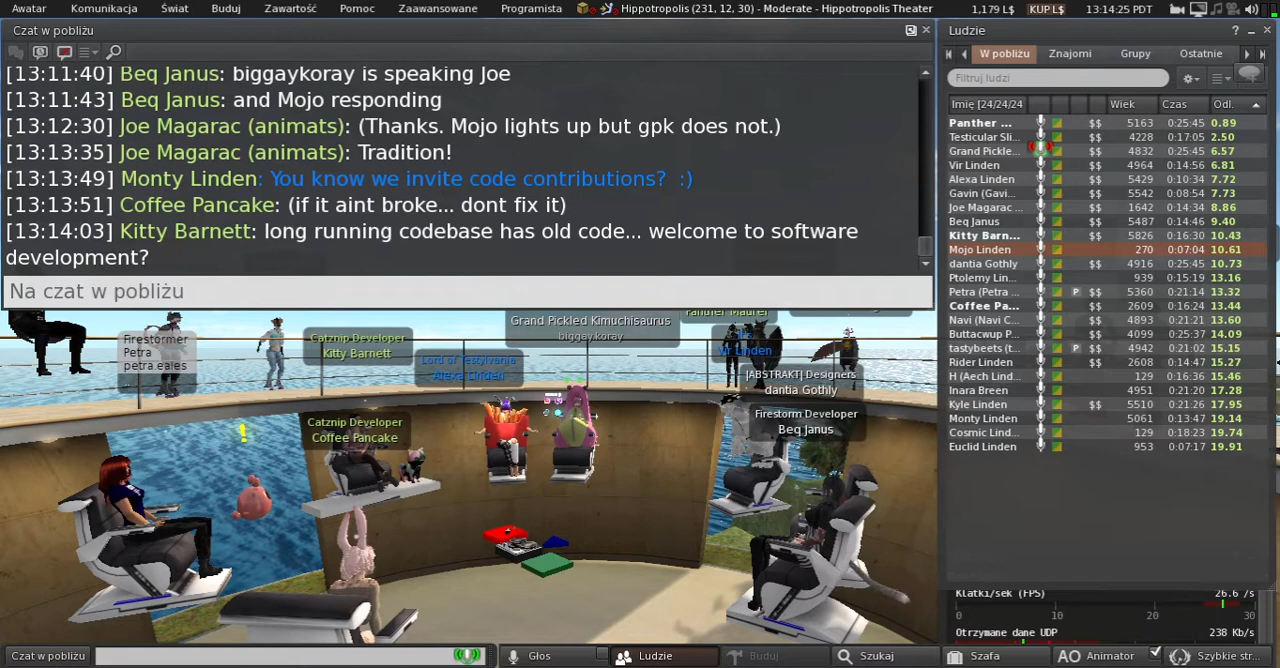 Awatar Komunikacja Świat Buduj Zawartość Pomoc Zaawansowane Programista Hippotropolis (231, 12, 30) - Moderate - Hippotropolis Theater 1,179 L$ KUP L$ 13:14:25 PDT
Czat w pobliżu
[13:11:40] Beq Janus: biggaykoray is speaking Joe
[13:11:43] Beq Janus: and Mojo responding
[13:12:30] Joe Magarac (animats): (Thanks. Mojo lights up but gpk does not.)
[13:13:35] Joe Magarac (animats): Tradition!
[13:13:49] Monty Linden: You know we invite code contributions? :)
[13:13:51] Coffee Pancake: (if it aint broke... dont fix it)
[13:14:03] Kitty Barnett: long running codebase has old code... welcome to software
development?
Na czat w pobliżu
Ludzie
W pobliżu Znajomi Grupy Ostatnie
Filtruj ludzi
Imię [24/24/24 Wiek Czas Odl.
Panther ... 5163 0:25:45 0.89
Testicular Sli... $$ 4228 0:17:05 2.50
Grand Pickle... $$ 4832 0:25:45 6.57
Vir Linden $$ 4964 0:14:56 6.81
Alexa Linden $$ 5429 0:10:34 7.72
Gavin (Gavi... $$ 5542 0:08:54 7.73
Joe Magarac ... $$ 1642 0:14:34 8.86
Beq Janus $$ 5487 0:14:46 9.40
Kitty Barn... $$ 5826 0:16:30 10.43
Mojo Linden 270 0:07:04 10.61
dantia Gothly $$ 4916 0:25:45 10.73
Ptolemy Lin... 939 0:15:19 13.16
Petra (Petra ... P $$ 5360 0:21:14 13.32
Coffee Pa... $$ 2609 0:16:24 13.44
Navi (Navi C... $$ 4893 0:21:21 13.60
Buttacwup ... $$ 4099 0:25:37 14.09
tastybeets (t... P $$ 4942 0:21:02 15.15
Rider Linden $$ 2608 0:14:47 15.27
H (Aech Lind... 129 0:16:36 15.46
Inara Breen 4951 0:21:20 17.28
Kyle Linden $$ 5510 0:21:26 17.95
Monty Linden 5061 0:13:47 19.14
Cosmic Lind... 129 0:18:23 19.74
Euclid Linden 953 0:07:17 19.91
Firestormer
Petra
petra.eales
Catznip Developer
Kitty Barnett
Lord of Testylvania
Alexa Linden
Grand Pickled Kimuchisaurus
biggay.koray
Panther Maurer
Vir Linden
|ABSTRAKT| Designers
dantia Gothly
Firestorm Developer
Beq Janus
Catznip Developer
Coffee Pancake
Klatki/sek (FPS) 26.6 /s
0 10 20 30
Otrzymane dane UDP 238 Kb/s
Czat w pobliżu Głos Ludzie Buduj Szukaj Szafa AO Animator Szybkie str...